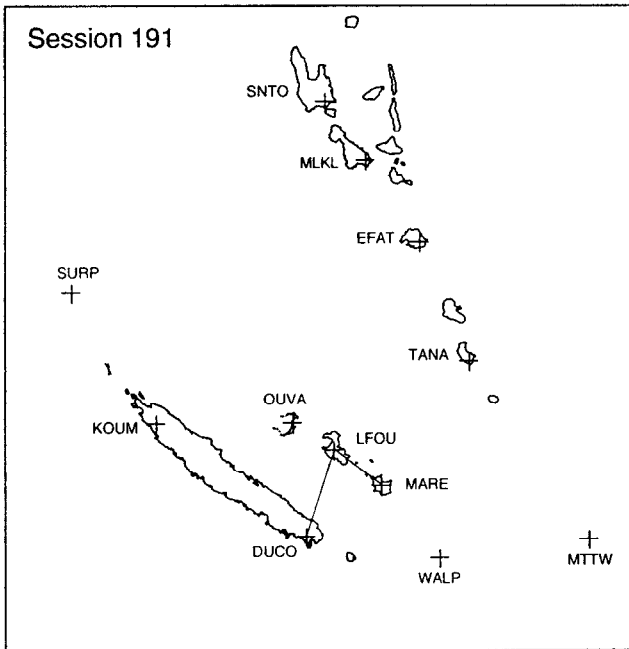 Session 191
SNTO
MLKL
EFAT
SURP
TANA
OUVA
KOUM
LFOU
MARE
DUCO
WALP
MTTW